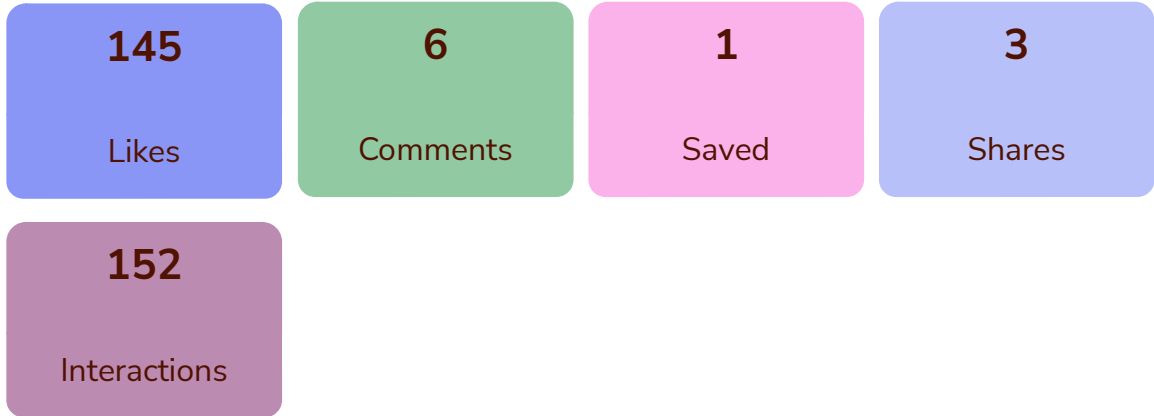 145
Likes
6
Comments
1
Saved
3
Shares
152
Interactions